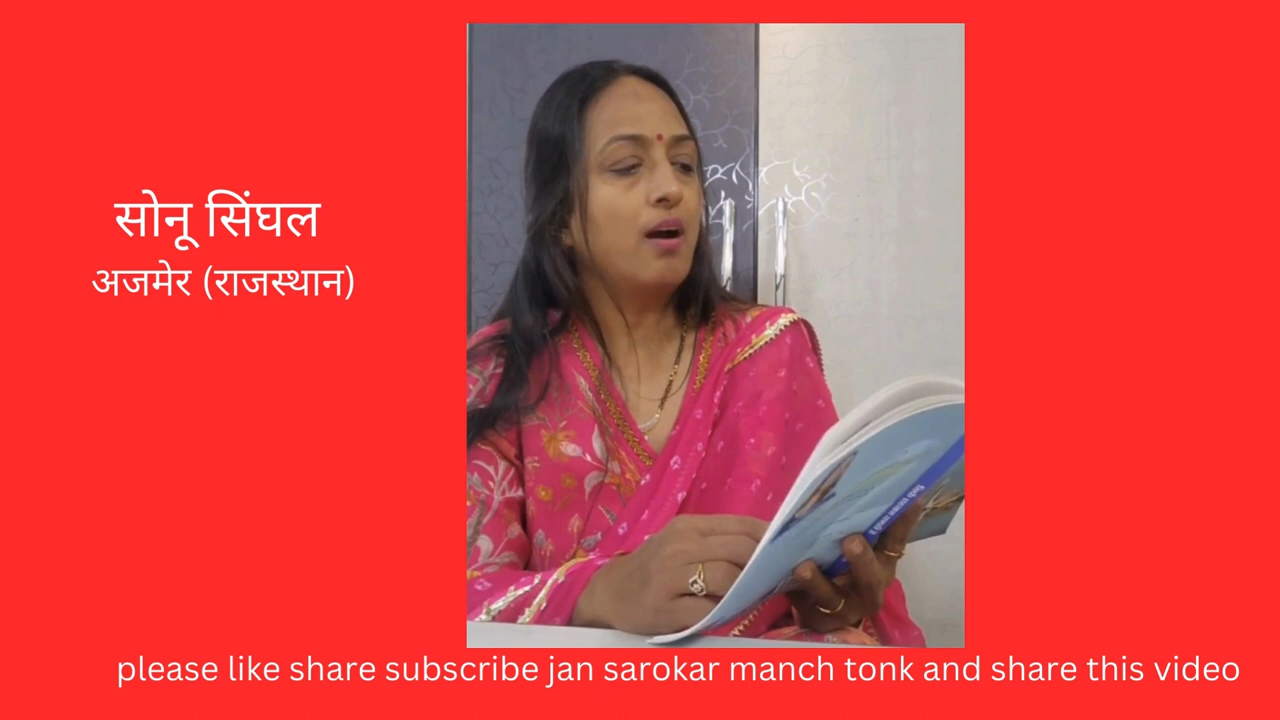 सोनू सिंघल
अजमेर (राजस्थान)
please like share subscribe jan sarokar manch tonk and share this video